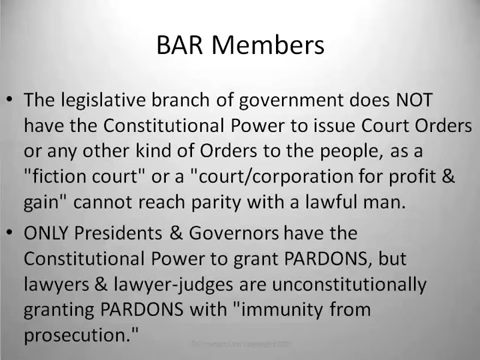 BAR Members
• The legislative branch of government does NOT
have the Constitutional Power to issue Court Orders
or any other kind of Orders to the people, as a
"fiction court" or a "court/corporation for profit &
gain" cannot reach parity with a lawful man.
• ONLY Presidents & Governors have the
Constitutional Power to grant PARDONS, but
lawyers & lawyer-judges are unconstitutionally
granting PARDONS with "immunity from
prosecution."